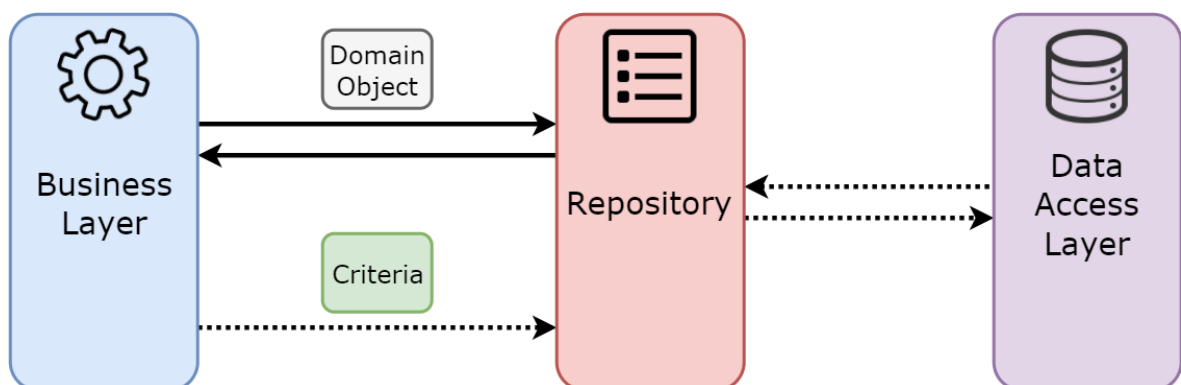 Domain
Object
Business
Layer
Repository
Data
Access
Layer
Criteria